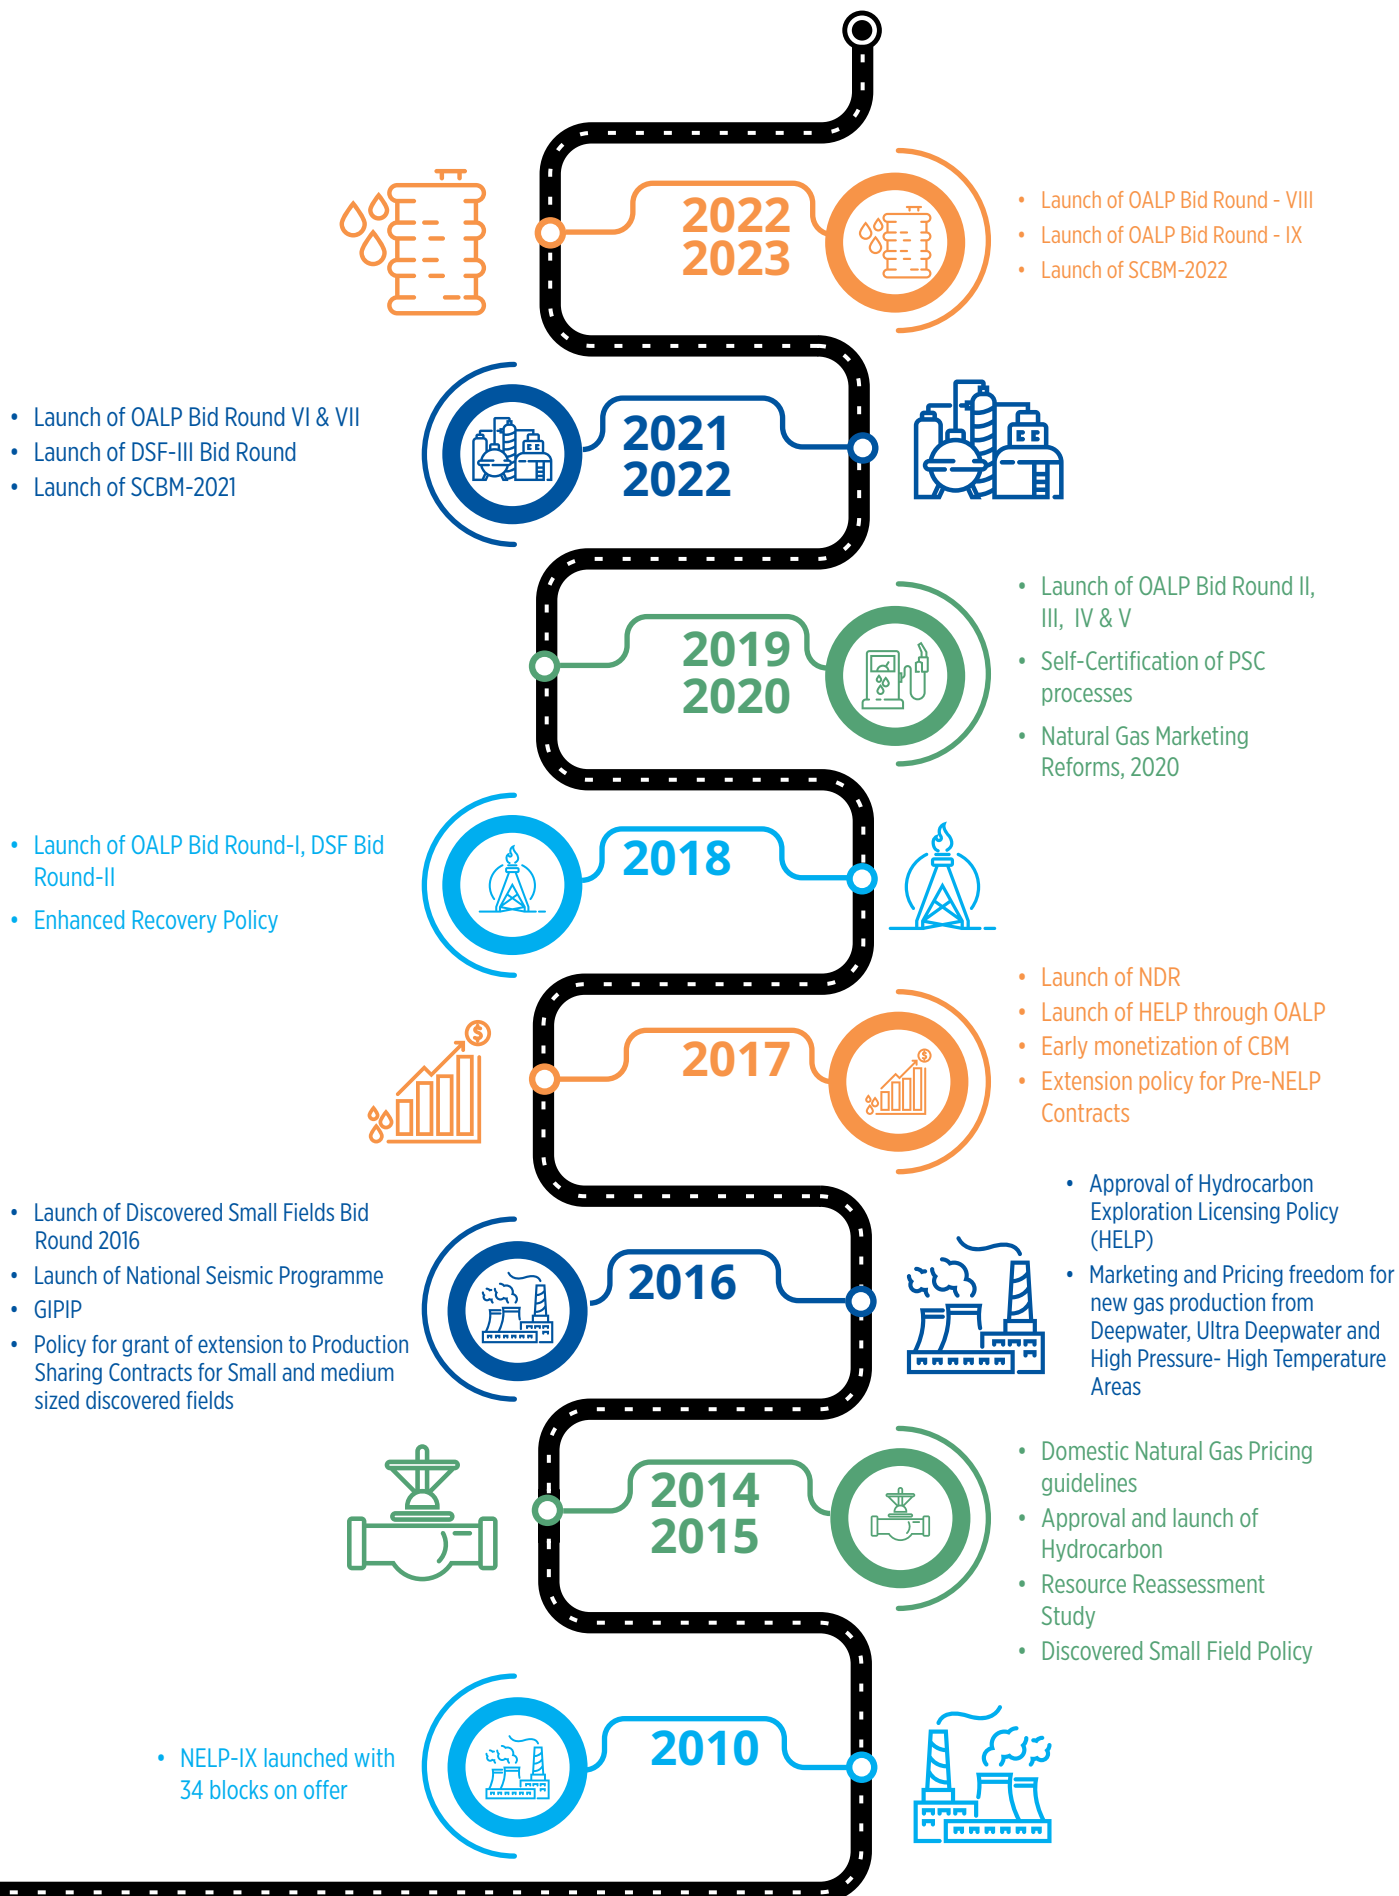 2022
2023
• Launch of OALP Bid Round - VIII
• Launch of OALP Bid Round - IX
• Launch of SCBM-2022
• Launch of OALP Bid Round VI & VII
• Launch of DSF-III Bid Round
• Launch of SCBM-2021
2021
2022
2019
2020
• Launch of OALP Bid Round II,
III, IV & V
• Self-Certification of PSC
processes
• Natural Gas Marketing
Reforms, 2020
• Launch of OALP Bid Round-I, DSF Bid
Round-II
• Enhanced Recovery Policy
2018
$
2017
$
• Launch of NDR
• Launch of HELP through OALP
• Early monetization of CBM
• Extension policy for Pre-NELP
Contracts
• Launch of Discovered Small Fields Bid
Round 2016
• Launch of National Seismic Programme
• GIPIP
• Policy for grant of extension to Production
Sharing Contracts for Small and medium
sized discovered fields
2016
• Approval of Hydrocarbon
Exploration Licensing Policy
(HELP)
• Marketing and Pricing freedom for
new gas production from
Deepwater, Ultra Deepwater and
High Pressure- High Temperature
Areas
2014
2015
• Domestic Natural Gas Pricing
guidelines
• Approval and launch of
Hydrocarbon
• Resource Reassessment
Study
• Discovered Small Field Policy
• NELP-IX launched with
34 blocks on offer
2010